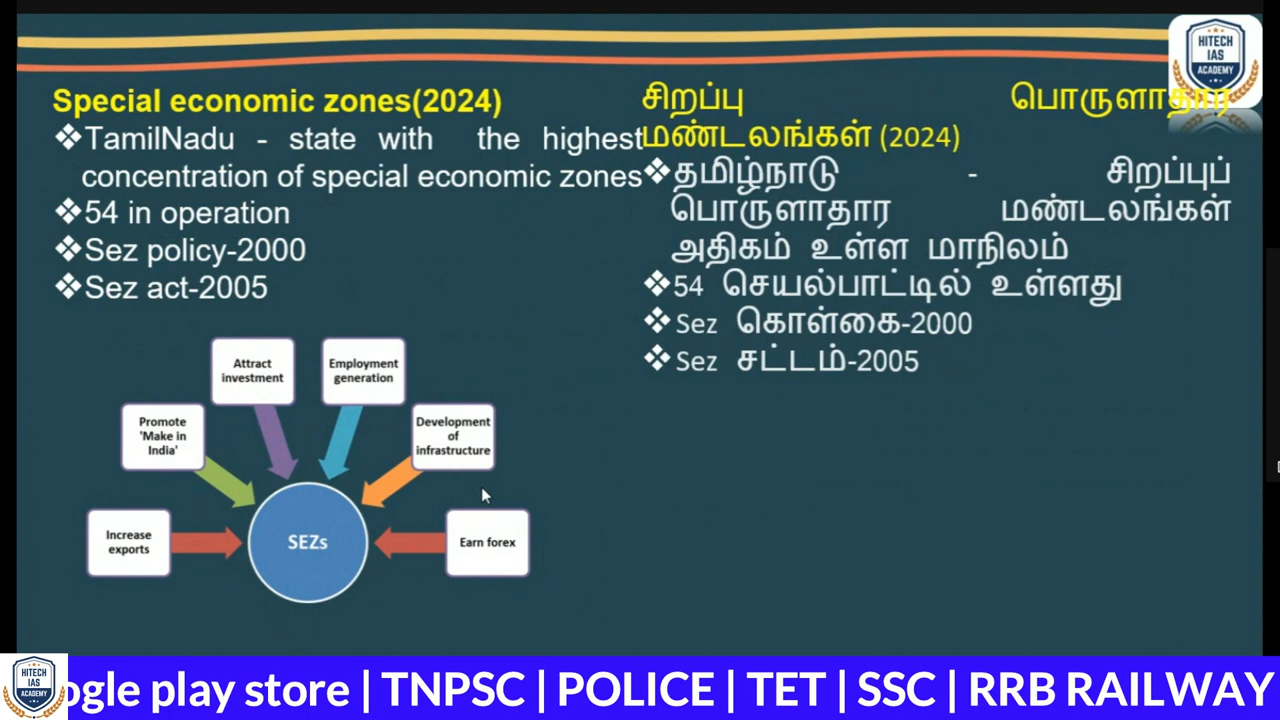 HITECH
IAS
ACADEMY
Special economic zones(2024)
❖TamilNadu - state with the highest
concentration of special economic zones
❖54 in operation
❖Sez policy-2000
❖Sez act-2005
சிறப்பு பொருளாதார
மண்டலங்கள் (2024)
❖தமிழ்நாடு - சிறப்புப்
பொருளாதார மண்டலங்கள்
அதிகம் உள்ள மாநிலம்
❖54 செயல்பாட்டில் உள்ளது
❖Sez கொள்கை-2000
❖Sez சட்டம்-2005
Attract
investment
Employment
generation
Promote
'Make in
India'
Development
of
infrastructure
Increase
exports
SEZs
Earn forex
HITECH
IAS
ACADEMY
ogle play store | TNPSC | POLICE | TET | SSC | RRB RAILWAY